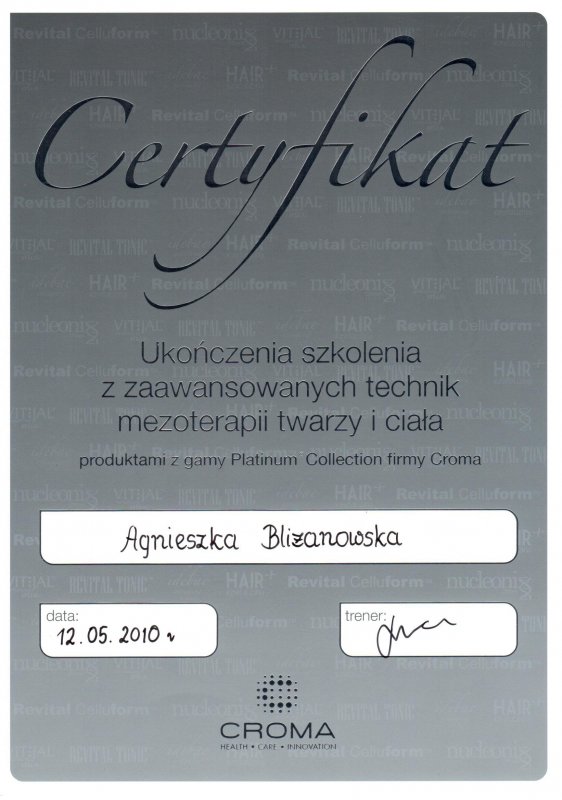 Certyfikat
Ukończenia szkolenia
z zaawansowanych technik
mezoterapii twarzy i ciała
produktami z gamy Platinum Collection firmy Croma
Agnieszka Bliżanowska
data:
12.05.2010 r
trener:
CROMA
HEALTH • CARE • INNOVATION